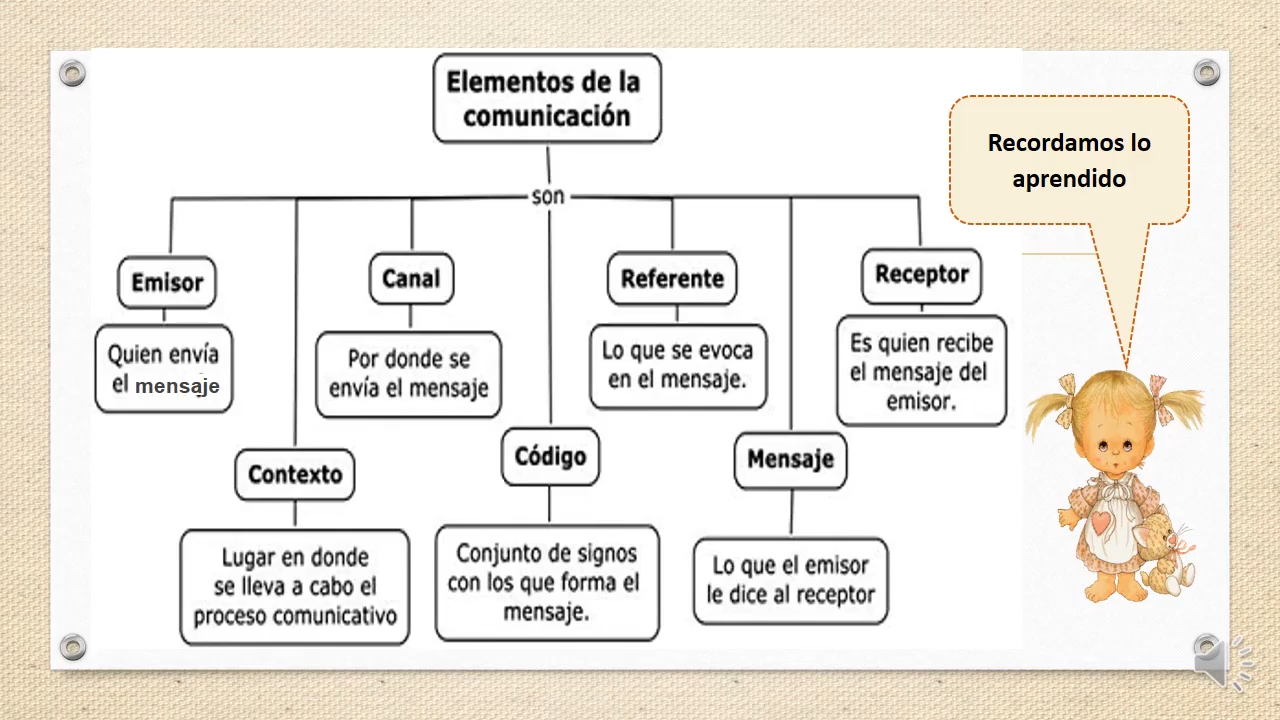 Elementos de la
comunicación
Recordamos lo
aprendido
son
Emisor
Quien envía
el mensaje
Canal
Por donde se
envía el mensaje
Referente
Lo que se evoca
en el mensaje.
Receptor
Es quien recibe
el mensaje del
emisor.
Contexto
Lugar en donde
se lleva a cabo el
proceso comunicativo
Código
Conjunto de signos
con los que forma el
mensaje.
Mensaje
Lo que el emisor
le dice al receptor